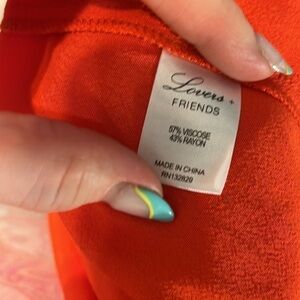 Lovers +
FRIENDS
57% VISCOSE
43% RAYON
MADE IN CHINA
RN132829